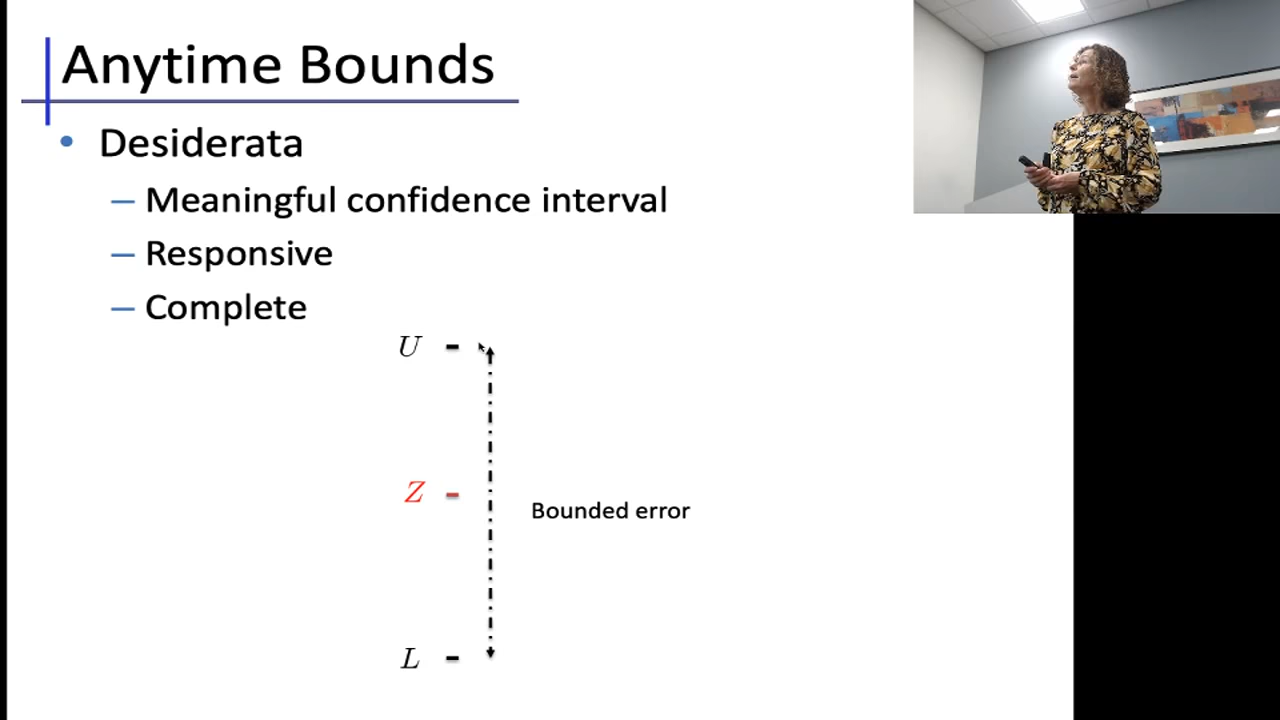 Anytime Bounds
• Desiderata
– Meaningful confidence interval
– Responsive
– Complete
U
Z
Bounded error
L